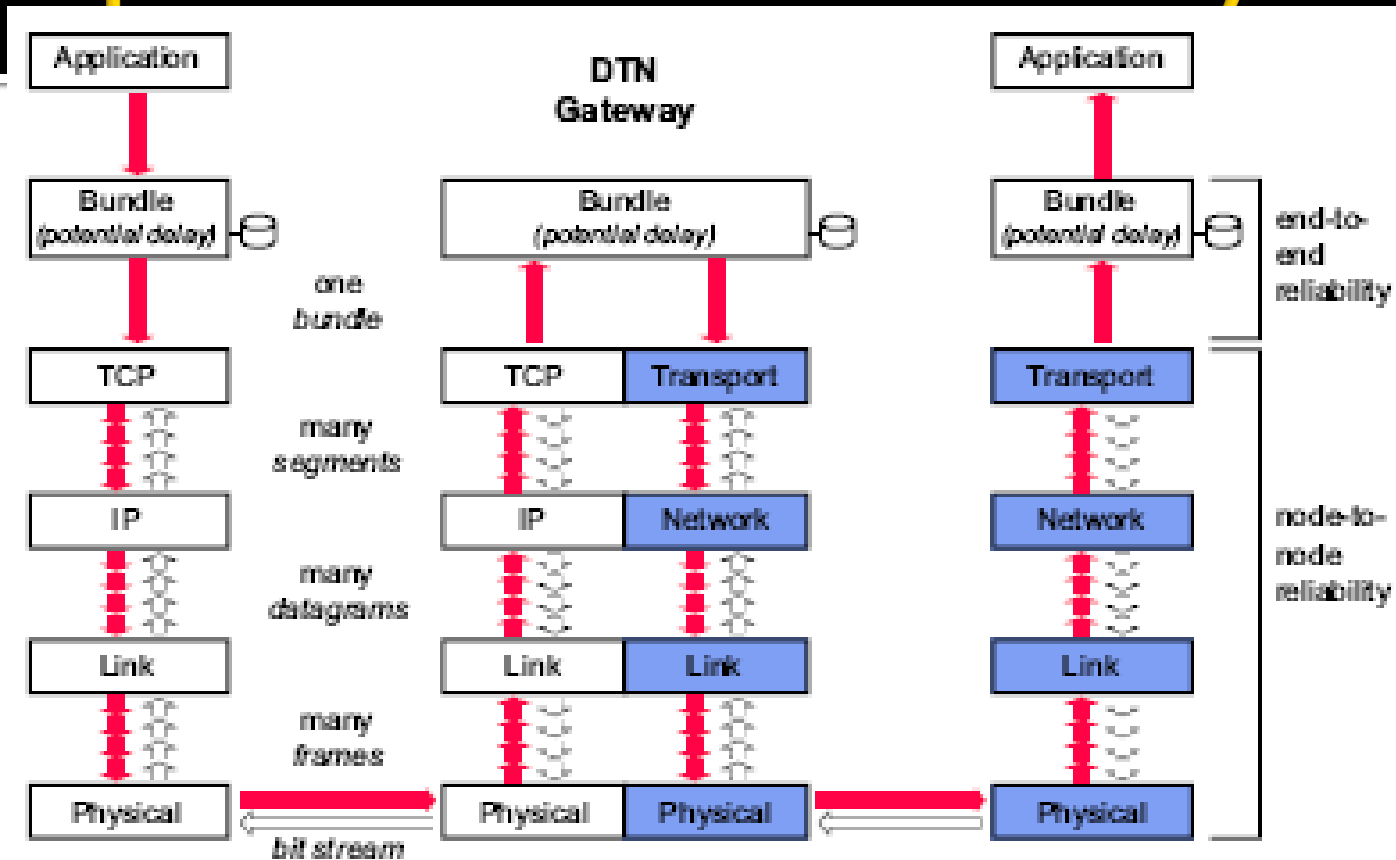 Application
DTN
Gateway
Application
Bundle
(potential delay)
Bundle
(potential delay)
Bundle
(potential delay)
end-to-
end
reliability
one
bundle
TCP
TCP
Transport
Transport
many
segments
IP
IP
Network
Network
node-to-
node
reliability
many
datagrams
Link
Link
Link
Link
many
frames
Physical
Physical
Physical
Physical
bit stream